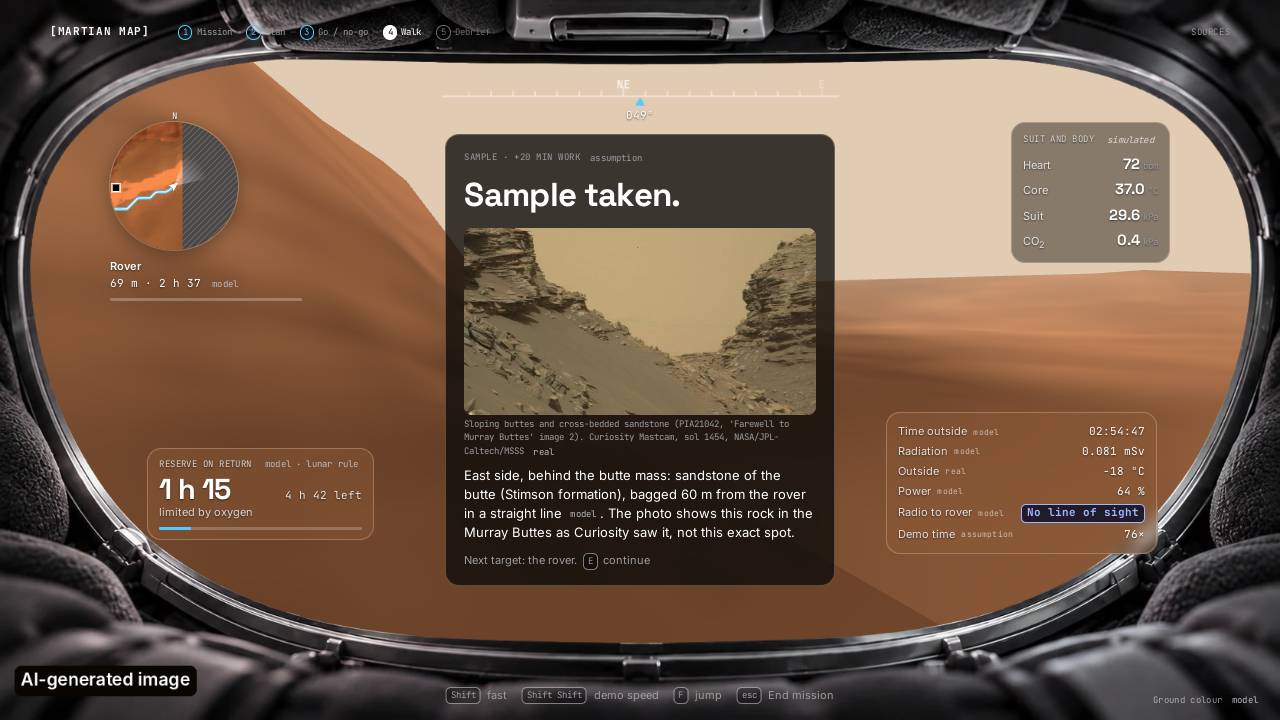 [MARTIAN MAP]
1 Mission
2 Plan
3 Go / no-go
4 Walk
5 Debrief
SOURCES
NE
E
049°
N
Rover
69 m · 2 h 37 model
SUIT AND BODY simulated
Heart 72 bpm
Core 37.0 °C
Suit 29.6 kPa
CO2 0.4 kPa
SAMPLE · +20 MIN WORK assumption
Sample taken.
Sloping buttes and cross-bedded sandstone (PIA21042, 'Farewell to
Murray Buttes' image 2). Curiosity Mastcam, sol 1454, NASA/JPL-
Caltech/MSSS real
East side, behind the butte mass: sandstone of the
butte (Stimson formation), bagged 60 m from the rover
in a straight line model . The photo shows this rock in the
Murray Buttes as Curiosity saw it, not this exact spot.
Next target: the rover. E continue
RESERVE ON RETURN model · lunar rule
1 h 15 4 h 42 left
limited by oxygen
Time outside model 02:54:47
Radiation model 0.081 mSv
Outside real -18 °C
Power model 64 %
Radio to rover model No line of sight
Demo time assumption 76×
AI-generated image
Shift fast Shift Shift demo speed F jump esc End mission
Ground colour model